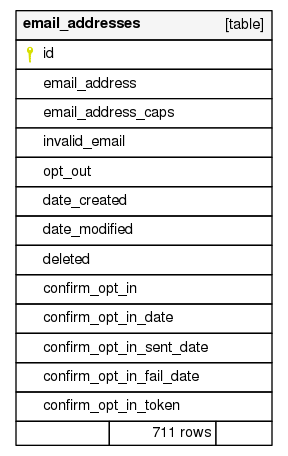 email_addresses [table]
id
email_address
email_address_caps
invalid_email
opt_out
date_created
date_modified
deleted
confirm_opt_in
confirm_opt_in_date
confirm_opt_in_sent_date
confirm_opt_in_fail_date
confirm_opt_in_token
711 rows